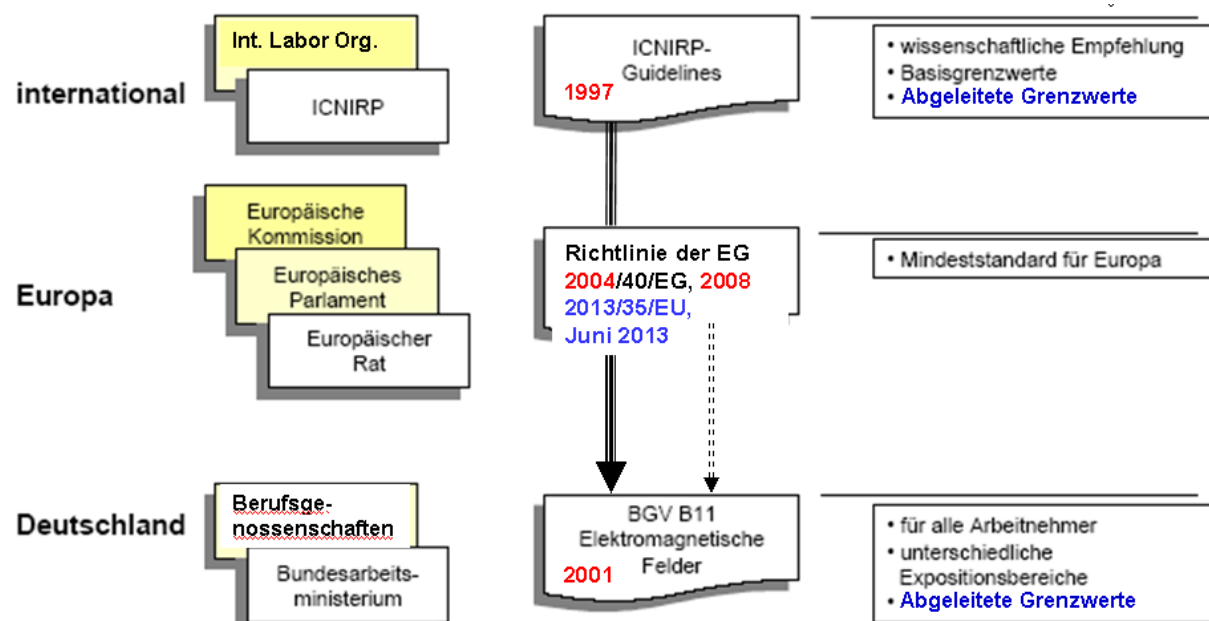 international
Int. Labor Org.
ICNIRP
ICNIRP-
Guidelines
1997
• wissenschaftliche Empfehlung
• Basisgrenzwerte
• Abgeleitete Grenzwerte
Europa
Europäische
Kommission
Europäisches
Parlament
Europäischer
Rat
Richtlinie der EG
2004/40/EG, 2008
2013/35/EU,
Juni 2013
• Mindeststandard für Europa
Deutschland
Berufsge-
nossenschaften
Bundesarbeits-
ministerium
BGV B11
Elektromagnetische
Felder
2001
• für alle Arbeitnehmer
• unterschiedliche
Expositionsbereiche
• Abgeleitete Grenzwerte